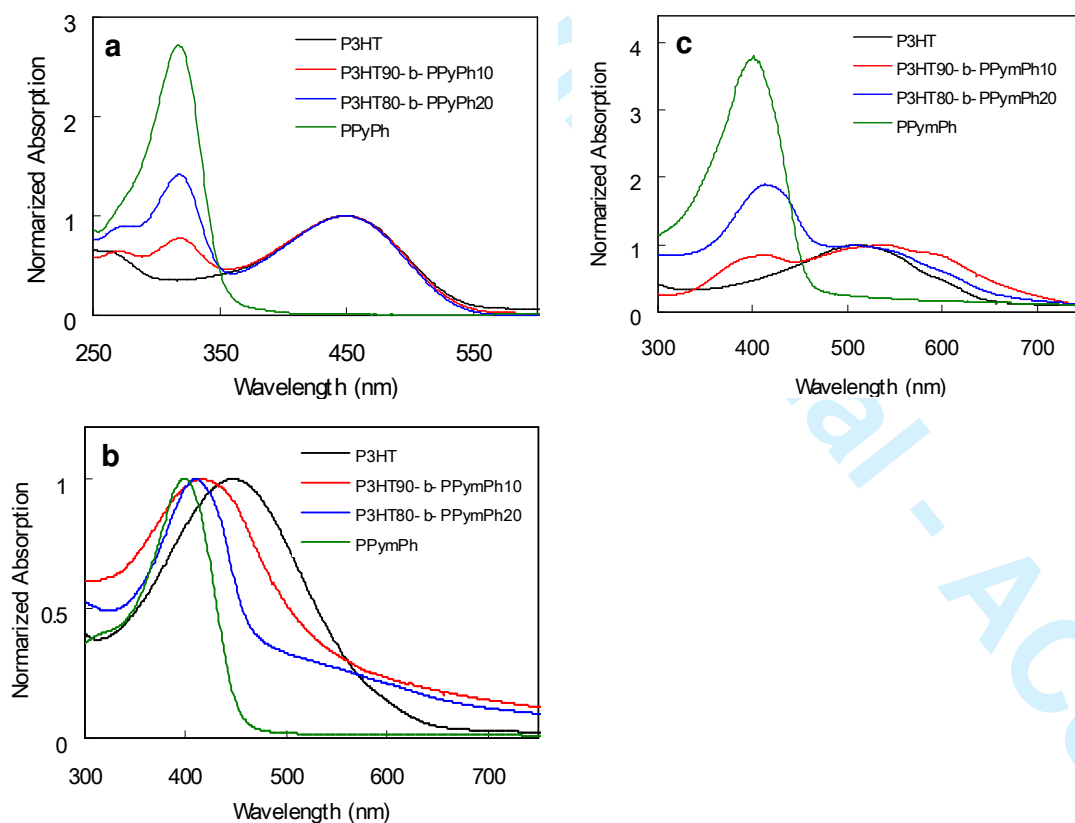 a
3
2
1
0
Normarized Absorption
P3HT
P3HT90- b- PPyPh10
P3HT80- b- PPyPh20
PPyPh
250 350 450 550
Wavelength (nm)
c
4
3
2
1
0
Normarized Absorption
P3HT
P3HT90- b- PPymPh10
P3HT80- b- PPymPh20
PPymPh
300 400 500 600 700
Wavelength (nm)
b
1
0.5
0
Normarized Absorption
P3HT
P3HT90- b- PPymPh10
P3HT80- b- PPymPh20
PPymPh
300 400 500 600 700
Wavelength (nm)